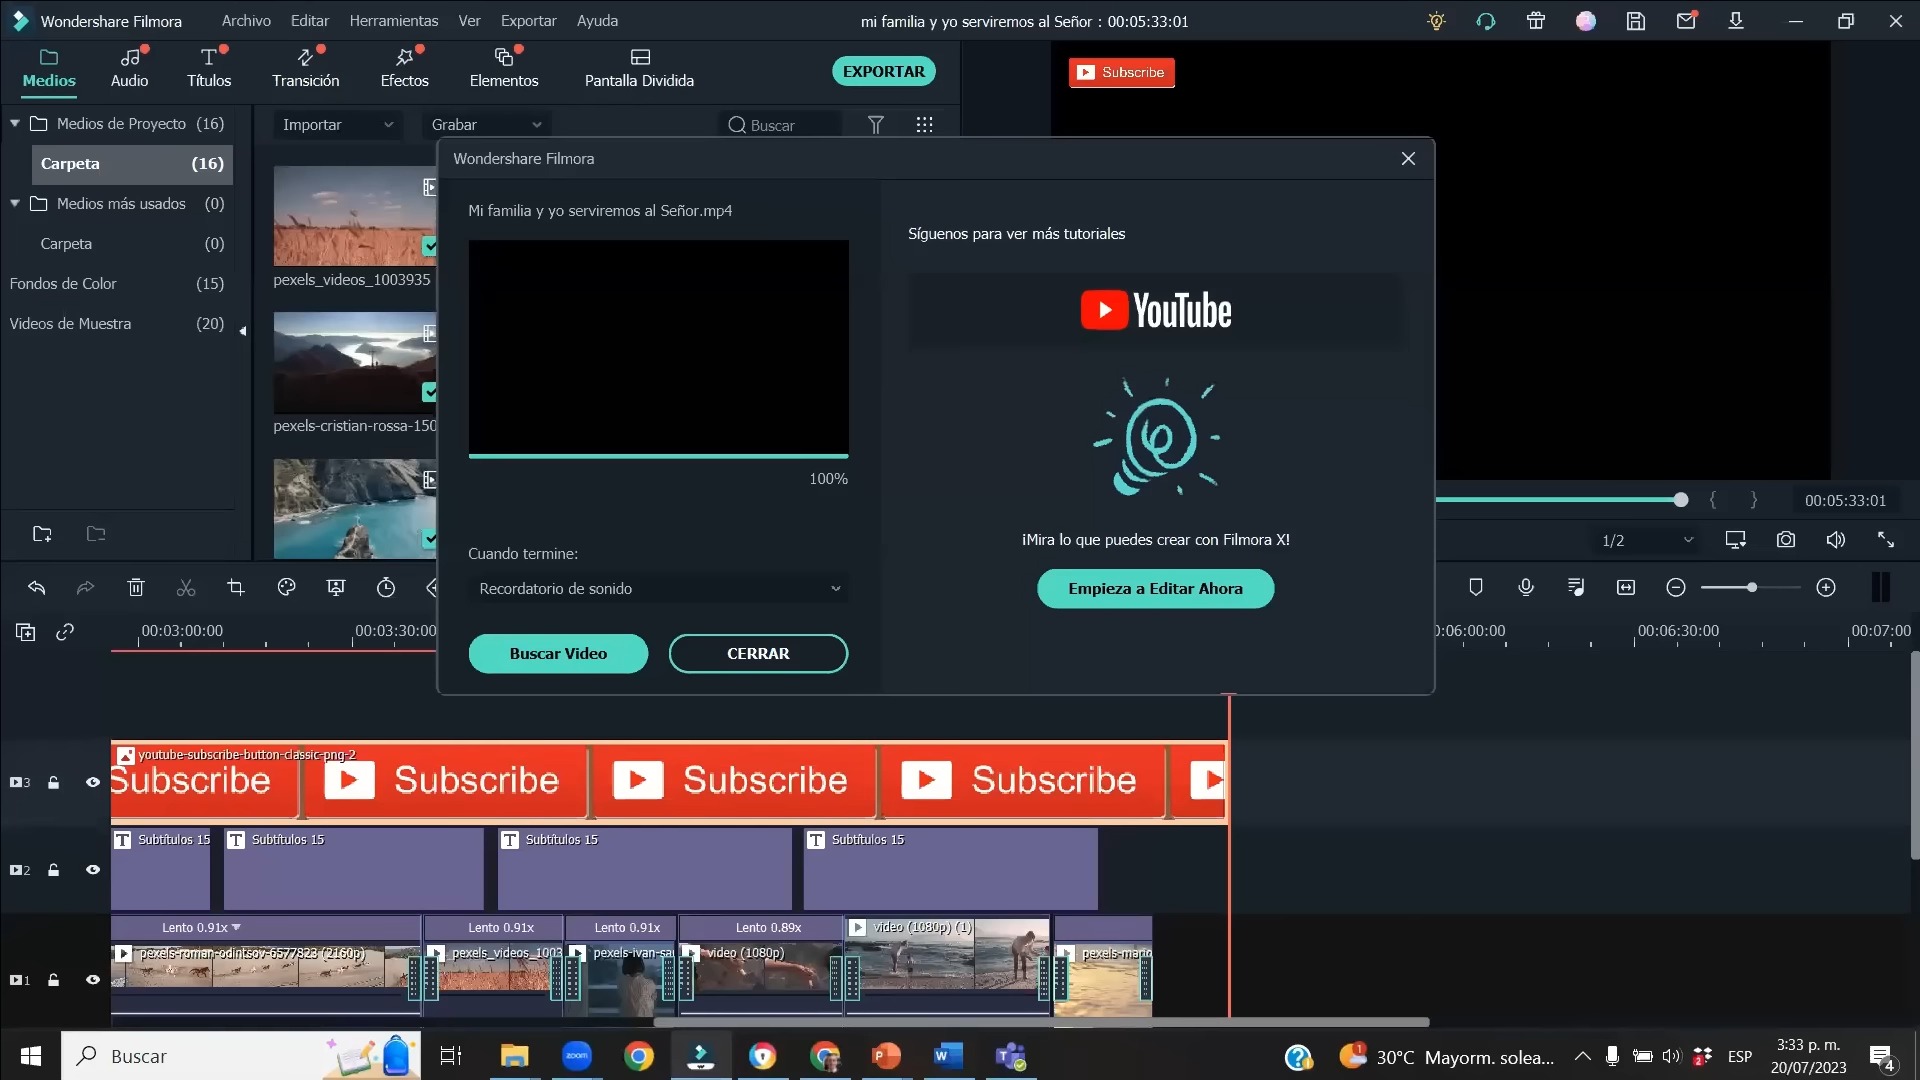 Wondershare Filmora
Archivo
Editar
Herramientas
Ver
Exportar
Ayuda
mi familia y yo serviremos al Señor : 00:05:33:01
Medios
Audio
Títulos
Transición
Efectos
Elementos
Pantalla Dividida
EXPORTAR
Subscribe
Medios de Proyecto (16)
Carpeta (16)
Medios más usados (0)
Carpeta (0)
Fondos de Color (15)
Videos de Muestra (20)
Importar
Grabar
Buscar
pexels_videos_1003935
pexels-cristian-rossa-150
Wondershare Filmora
Mi familia y yo serviremos al Señor.mp4
100%
Cuando termine:
Recordatorio de sonido
Buscar Video
CERRAR
Síguenos para ver más tutoriales
YouTube
¡Mira lo que puedes crear con Filmora X!
Empieza a Editar Ahora
{ }
00:05:33:01
1/2
00:03:00:00
00:03:30:00
0:06:00:00
00:06:30:00
00:07:00
3
youtube-subscribe-button-classic-png-2
Subscribe
Subscribe
Subscribe
Subscribe
2
Subtítulos 15
Subtítulos 15
Subtítulos 15
Subtítulos 15
1
Lento 0.91x
Lento 0.91x
Lento 0.91x
Lento 0.89x
pexels-roman-odintsov-6577823 (2160p)
pexels_videos_1003
pexels-ivan-sa
video (1080p)
video (1080p) (1)
pexels-mario
Buscar
zoom
30°C Mayorm. solea...
ESP
3:33 p. m.
20/07/2023
4